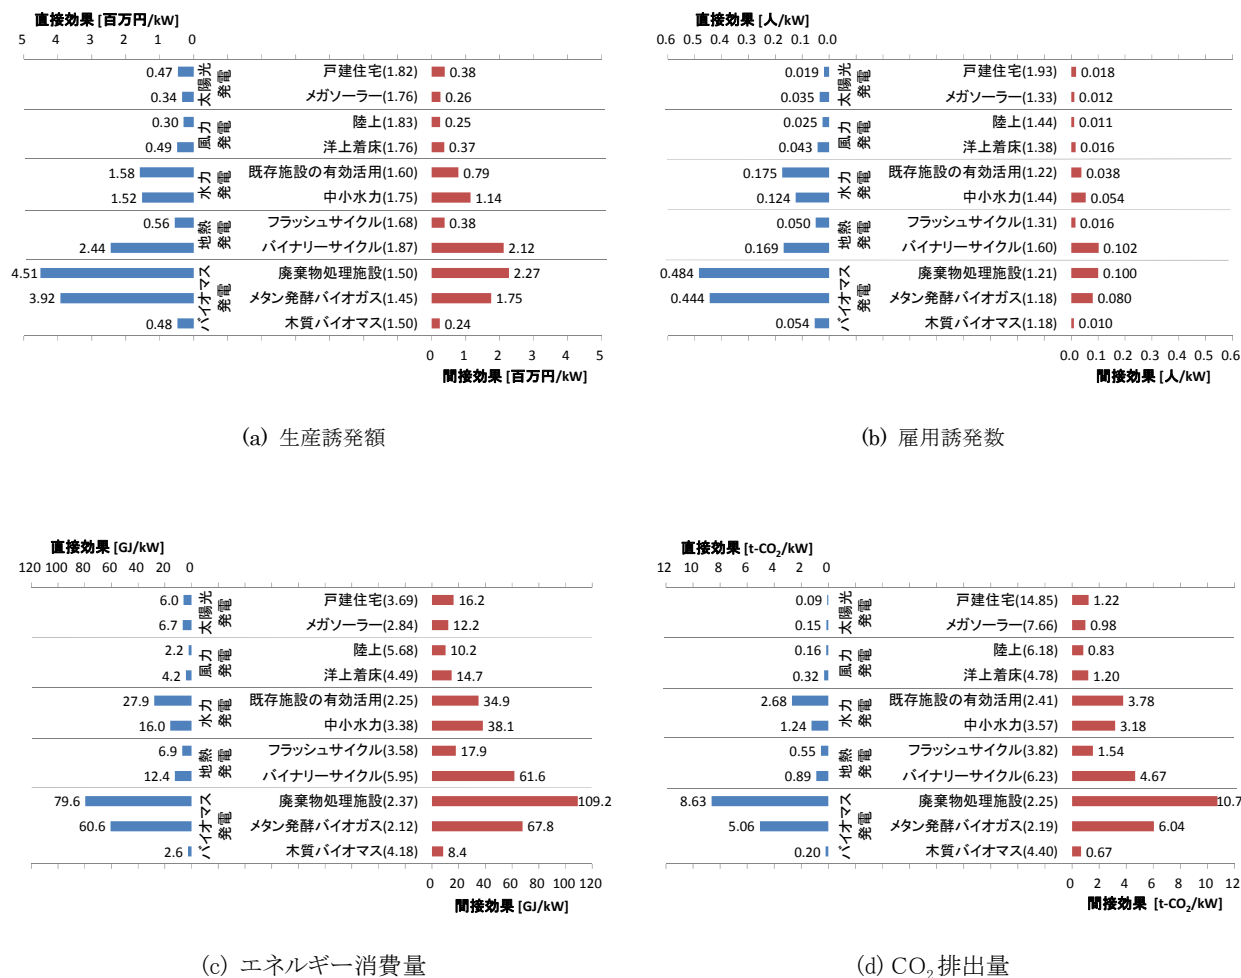 直接効果 [百万円/kW]
5 4 3 2 1 0
太陽光発電
0.47 戸建住宅(1.82) 0.38
0.34 メガソーラー(1.76) 0.26
風力発電
0.30 陸上(1.83) 0.25
0.49 洋上着床(1.76) 0.37
水力発電
1.58 既存施設の有効活用(1.60) 0.79
1.52 中小水力(1.75) 1.14
地熱発電
0.56 フラッシュサイクル(1.68) 0.38
2.44 バイナリーサイクル(1.87) 2.12
バイオマス発電
4.51 廃棄物処理施設(1.50) 2.27
3.92 メタン発酵バイオガス(1.45) 1.75
0.48 木質バイオマス(1.50) 0.24
0 1 2 3 4 5
間接効果 [百万円/kW]
(a) 生産誘発額
直接効果 [人/kW]
0.6 0.5 0.4 0.3 0.2 0.1 0.0
太陽光発電
0.019 戸建住宅(1.93) 0.018
0.035 メガソーラー(1.33) 0.012
風力発電
0.025 陸上(1.44) 0.011
0.043 洋上着床(1.38) 0.016
水力発電
0.175 既存施設の有効活用(1.22) 0.038
0.124 中小水力(1.44) 0.054
地熱発電
0.050 フラッシュサイクル(1.31) 0.016
0.169 バイナリーサイクル(1.60) 0.102
バイオマス発電
0.484 廃棄物処理施設(1.21) 0.100
0.444 メタン発酵バイオガス(1.18) 0.080
0.054 木質バイオマス(1.18) 0.010
0.0 0.1 0.2 0.3 0.4 0.5 0.6
間接効果 [人/kW]
(b) 雇用誘発数
直接効果 [GJ/kW]
120 100 80 60 40 20 0
太陽光発電
6.0 戸建住宅(3.69) 16.2
6.7 メガソーラー(2.84) 12.2
風力発電
2.2 陸上(5.68) 10.2
4.2 洋上着床(4.49) 14.7
水力発電
27.9 既存施設の有効活用(2.25) 34.9
16.0 中小水力(3.38) 38.1
地熱発電
6.9 フラッシュサイクル(3.58) 17.9
12.4 バイナリーサイクル(5.95) 61.6
バイオマス発電
79.6 廃棄物処理施設(2.37) 109.2
60.6 メタン発酵バイオガス(2.12) 67.8
2.6 木質バイオマス(4.18) 8.4
0 20 40 60 80 100 120
間接効果 [GJ/kW]
(c) エネルギー消費量
直接効果 [t-CO₂/kW]
12 10 8 6 4 2 0
太陽光発電
0.09 戸建住宅(14.85) 1.22
0.15 メガソーラー(7.66) 0.98
風力発電
0.16 陸上(6.18) 0.83
0.32 洋上着床(4.78) 1.20
水力発電
2.68 既存施設の有効活用(2.41) 3.78
1.24 中小水力(3.57) 3.18
地熱発電
0.55 フラッシュサイクル(3.82) 1.54
0.89 バイナリーサイクル(6.23) 4.67
バイオマス発電
8.63 廃棄物処理施設(2.25) 10.7
5.06 メタン発酵バイオガス(2.19) 6.04
0.20 木質バイオマス(4.40) 0.67
0 2 4 6 8 10 12
間接効果 [t-CO₂/kW]
(d) CO₂排出量